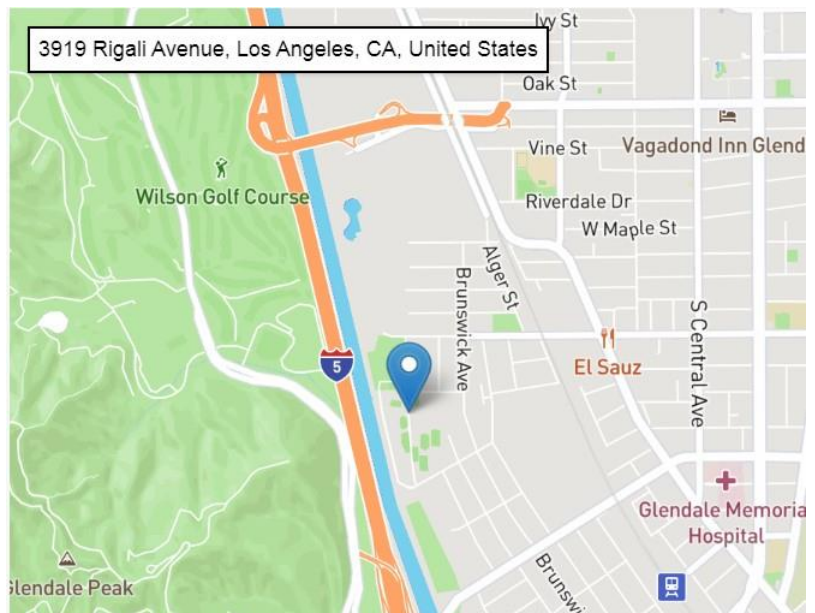 Ivy St
3919 Rigali Avenue, Los Angeles, CA, United States
Oak St
Vine St
Vagadond Inn Glend
Wilson Golf Course
Riverdale Dr
W Maple St
Alger St
Brunswick Ave
S Central Ave
5
El Sauz
Glendale Memoria
Hospital
Glendale Peak
Brunsw